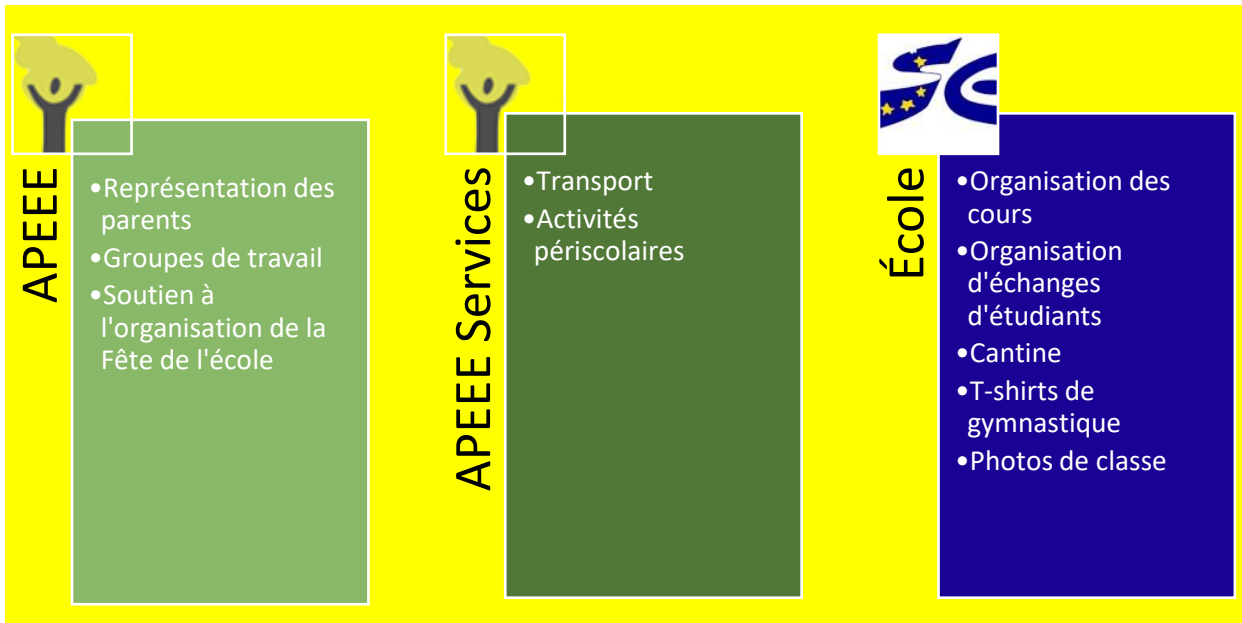 APEEE
•Représentation des
parents
•Groupes de travail
•Soutien à
l'organisation de la
Fête de l'école
APEEE Services
•Transport
•Activités
périscolaires
École
•Organisation des
cours
•Organisation
d'échanges
d'étudiants
•Cantine
•T-shirts de
gymnastique
•Photos de classe